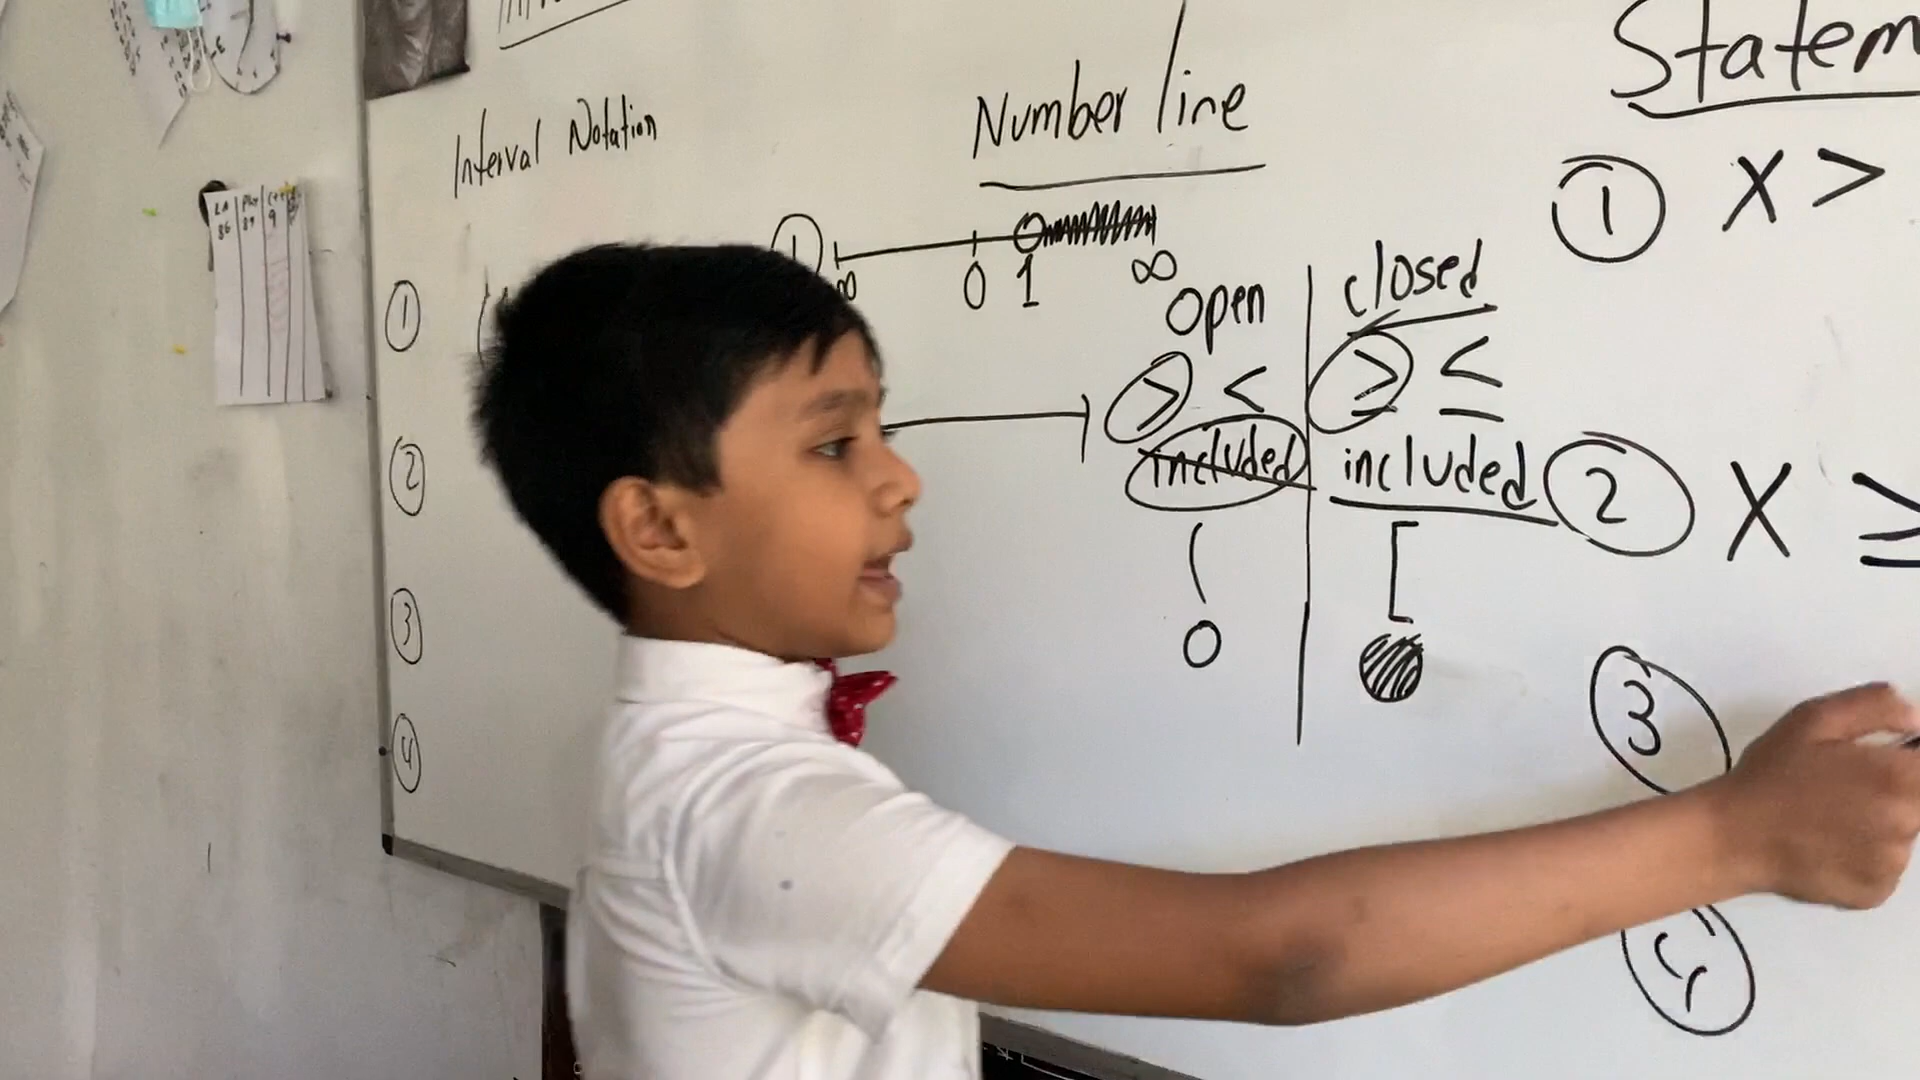 Interval Notation
Number line
Statem
① X >
①
0 1 ∞
open | closed
> < | ≥ ≤
included | included
( | [
② X ≥
①
②
③
④
③